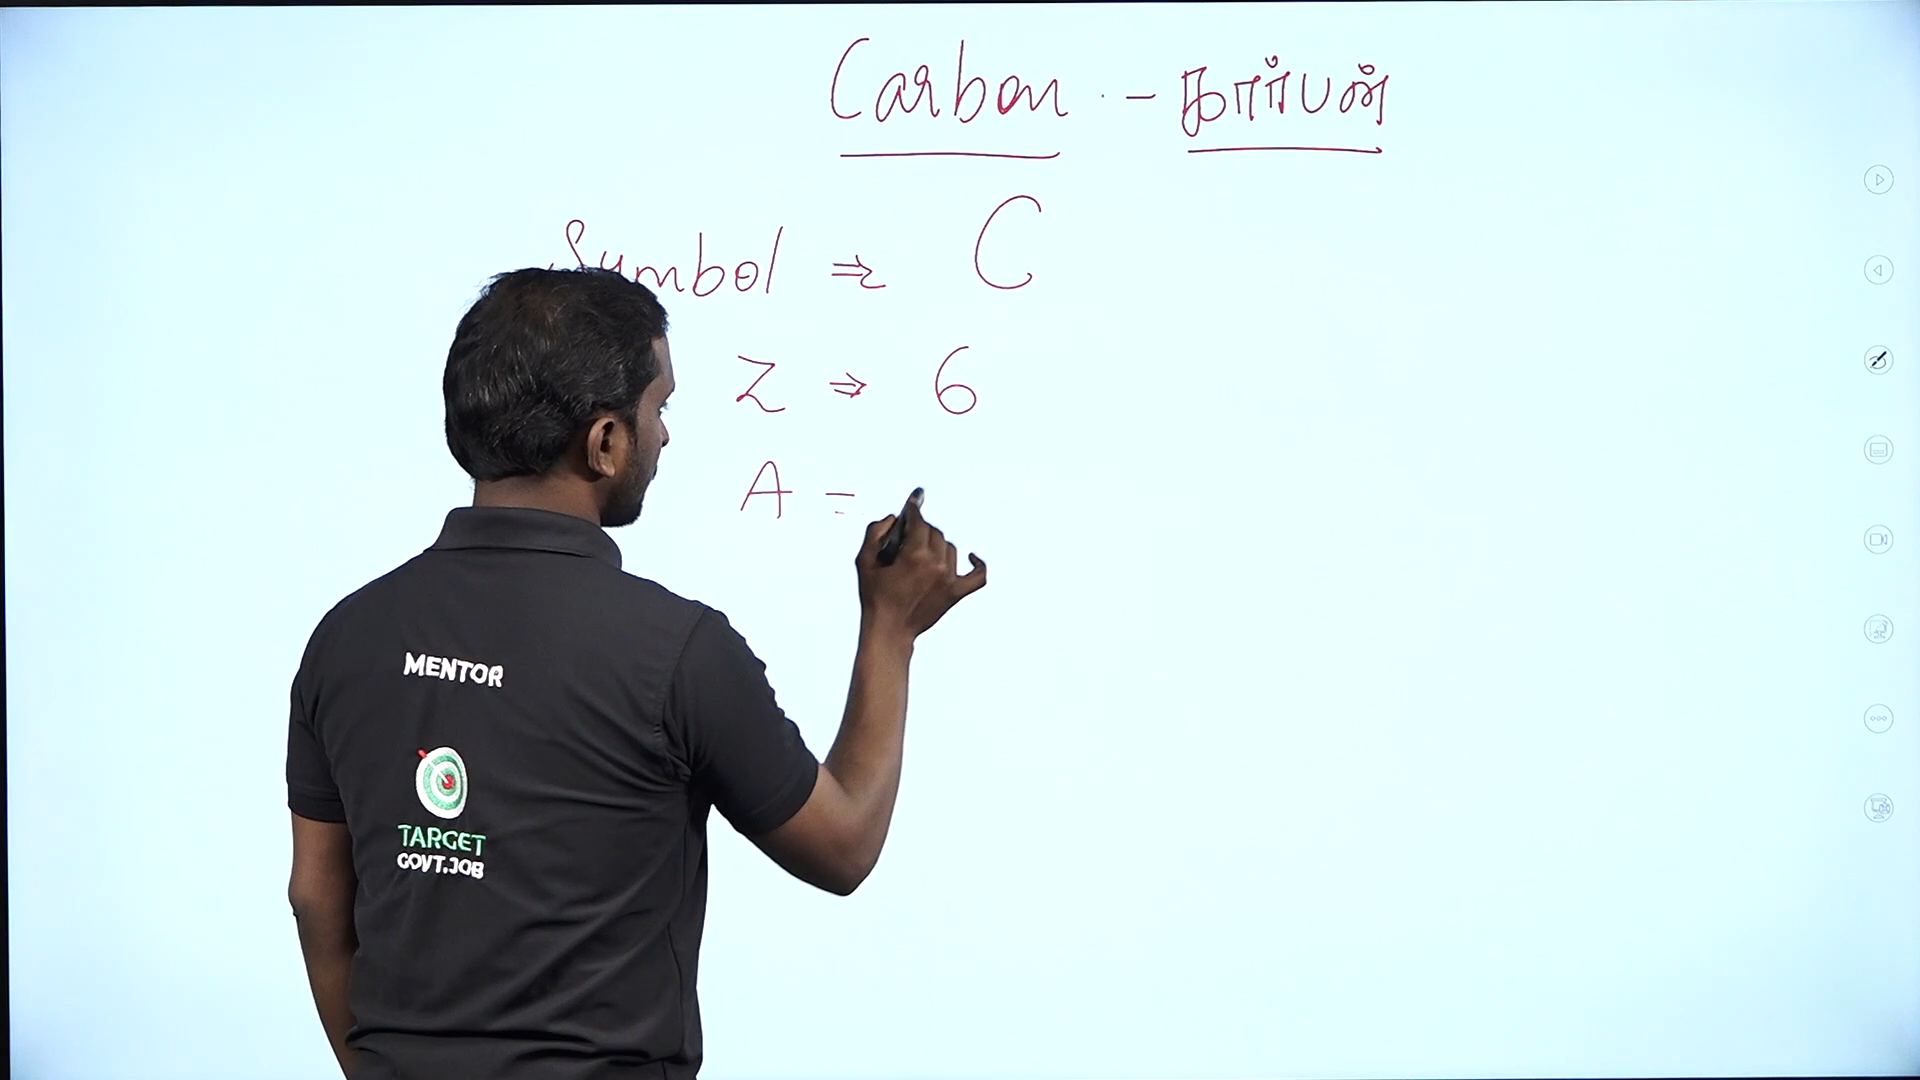 Carbon - கார்பன்
Symbol ⇒ C
Z ⇒ 6
A =
MENTOR
TARGET
GOVT.JOB